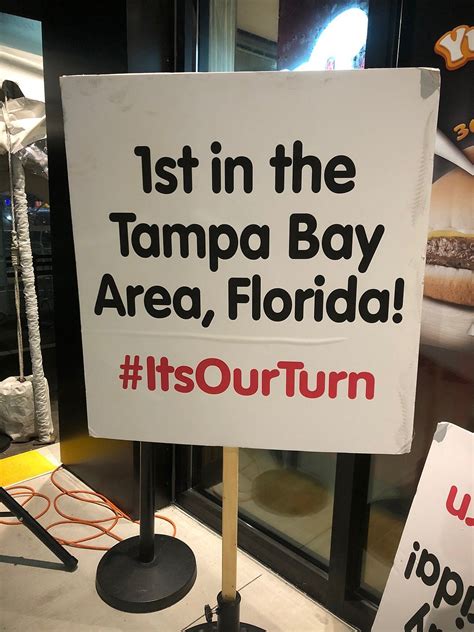 1st in the
Tampa Bay
Area, Florida!
#ItsOurTurn